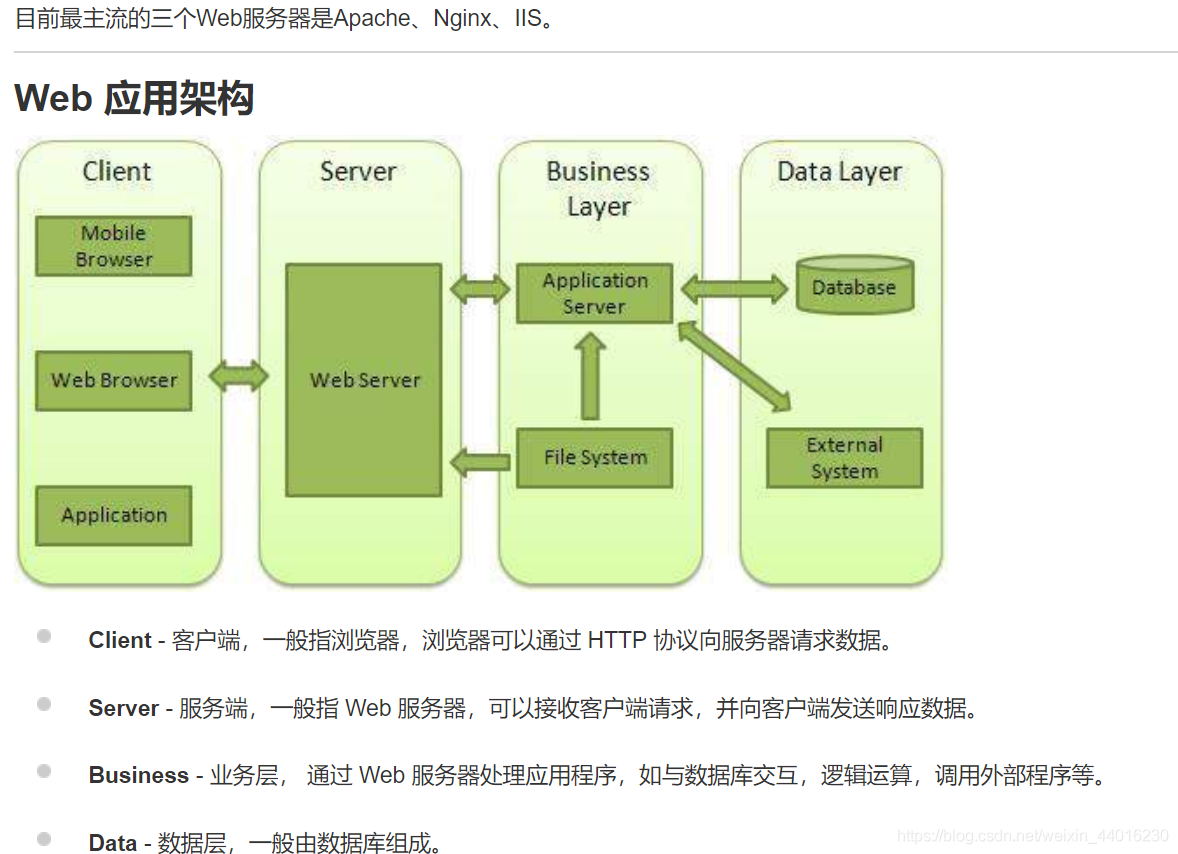 目前最主流的三个Web服务器是Apache、Nginx、IIS。
Web 应用架构
Client
Server
Business
Layer
Data Layer
Mobile
Browser
Web Browser
Application
Web Server
Application
Server
File System
Database
External
System
Client - 客户端，一般指浏览器，浏览器可以通过 HTTP 协议向服务器请求数据。
Server - 服务端，一般指 Web 服务器，可以接收客户端请求，并向客户端发送响应数据。
Business - 业务层， 通过 Web 服务器处理应用程序，如与数据库交互，逻辑运算，调用外部程序等。
Data - 数据层，一般由数据库组成。
https://blog.csdn.net/weixin_44016230